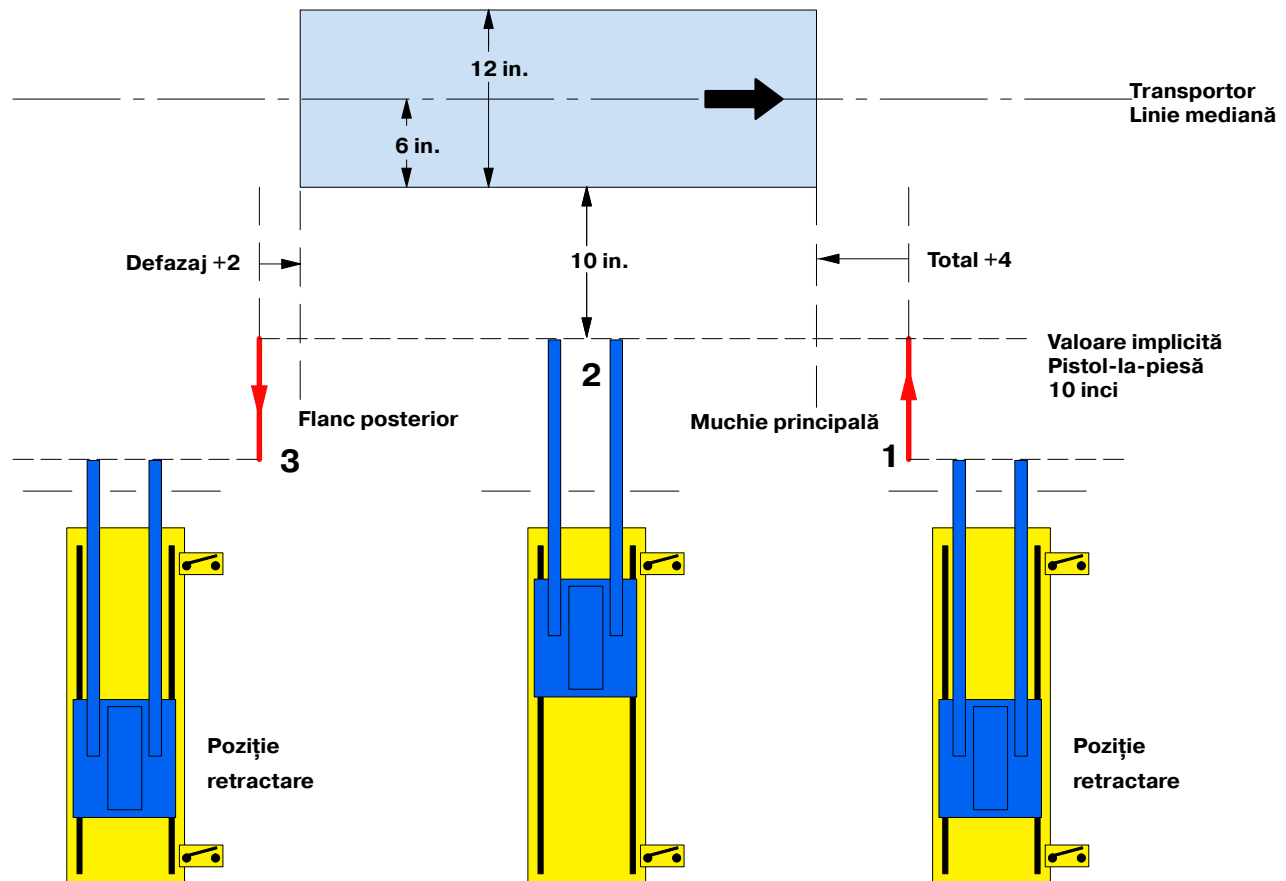 12 in.
6 in.
Transportor
Linie mediană
Defazaj +2
10 in.
Total +4
Valoare implicită
Pistol-la-piesă
10 inci
2
Flanc posterior
Muchie principală
3
1
Poziție
retractare
Poziție
retractare